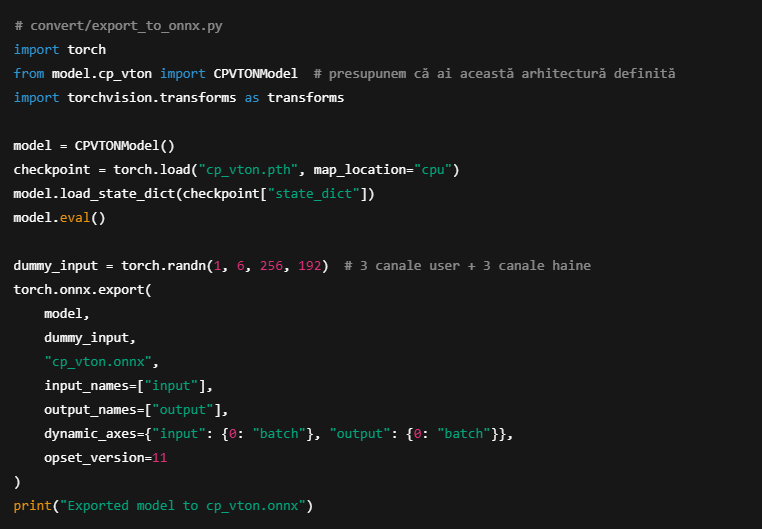 # convert/export_to_onnx.py
import torch
from model.cp_vton import CPVTONModel  # presupunem că ai această arhitectură definită
import torchvision.transforms as transforms

model = CPVTONModel()
checkpoint = torch.load("cp_vton.pth", map_location="cpu")
model.load_state_dict(checkpoint["state_dict"])
model.eval()

dummy_input = torch.randn(1, 6, 256, 192)  # 3 canale user + 3 canale haine
torch.onnx.export(
    model,
    dummy_input,
    "cp_vton.onnx",
    input_names=["input"],
    output_names=["output"],
    dynamic_axes={"input": {0: "batch"}, "output": {0: "batch"}},
    opset_version=11
)
print("Exported model to cp_vton.onnx")